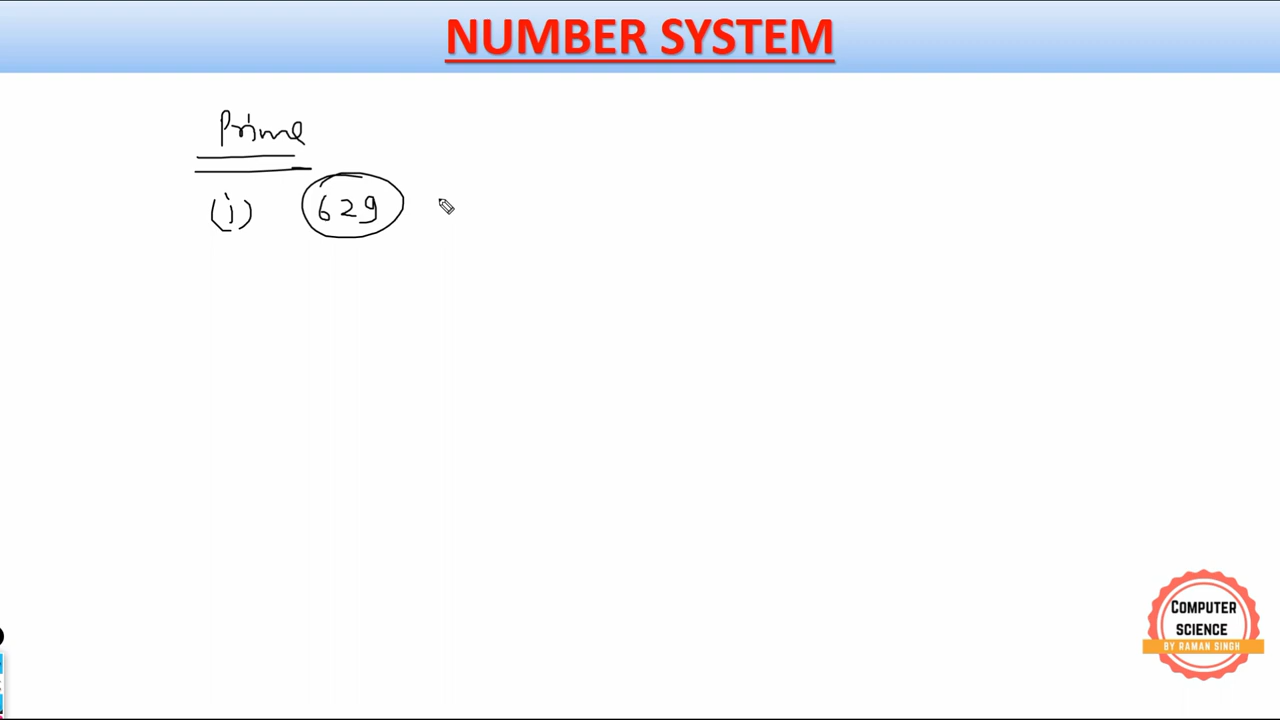 NUMBER SYSTEM
Prime
(i) 629
COMPUTER
SCIENCE
BY RAMAN SINGH